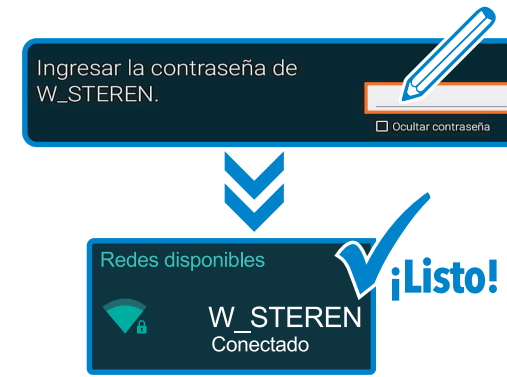 Ingresar la contraseña de
W_STEREN.
Ocultar contraseña
Redes disponibles
W_STEREN
Conectado
¡Listo!